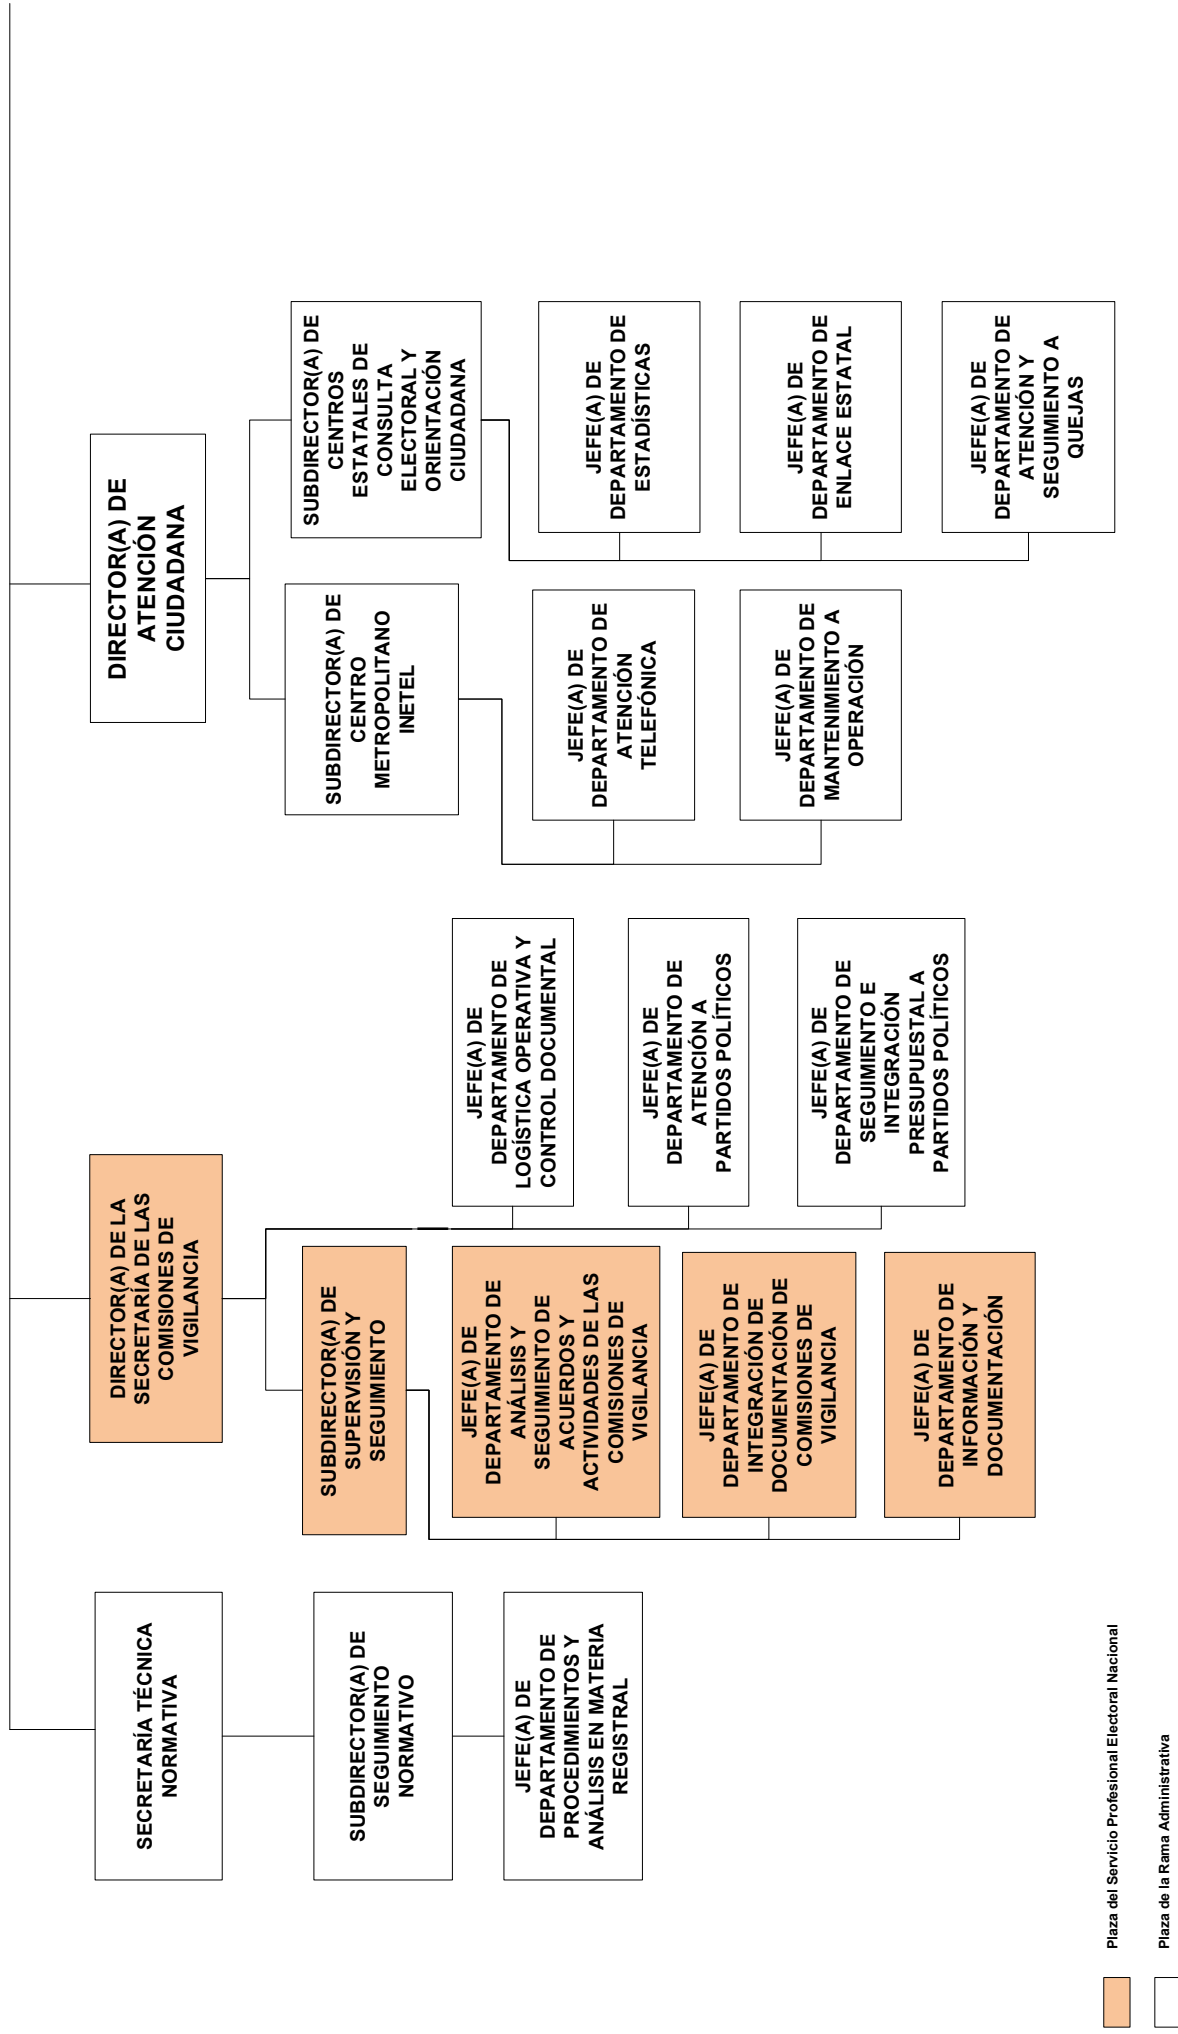 SECRETARÍA TÉCNICA
NORMATIVA
SUBDIRECTOR(A) DE
SEGUIMIENTO
NORMATIVO
JEFE(A) DE
DEPARTAMENTO DE
PROCEDIMIENTOS Y
ANÁLISIS EN MATERIA
REGISTRAL
DIRECTOR(A) DE LA
SECRETARÍA DE LAS
COMISIONES DE
VIGILANCIA
SUBDIRECTOR(A) DE
SUPERVISIÓN Y
SEGUIMIENTO
JEFE(A) DE
DEPARTAMENTO DE
ANÁLISIS Y
SEGUIMIENTO DE
ACUERDOS Y
ACTIVIDADES DE LAS
COMISIONES DE
VIGILANCIA
JEFE(A) DE
DEPARTAMENTO DE
INTEGRACIÓN DE
DOCUMENTACIÓN DE
COMISIONES DE
VIGILANCIA
JEFE(A) DE
DEPARTAMENTO DE
INFORMACIÓN Y
DOCUMENTACIÓN
JEFE(A) DE
DEPARTAMENTO DE
LOGÍSTICA OPERATIVA Y
CONTROL DOCUMENTAL
JEFE(A) DE
DEPARTAMENTO DE
ATENCIÓN A
PARTIDOS POLÍTICOS
JEFE(A) DE
DEPARTAMENTO DE
SEGUIMIENTO E
INTEGRACIÓN
PRESUPUESTAL A
PARTIDOS POLÍTICOS
DIRECTOR(A) DE
ATENCIÓN
CIUDADANA
SUBDIRECTOR(A) DE
CENTRO
METROPOLITANO
INETEL
JEFE(A) DE
DEPARTAMENTO DE
ATENCIÓN
TELEFÓNICA
JEFE(A) DE
DEPARTAMENTO DE
MANTENIMIENTO A
OPERACIÓN
SUBDIRECTOR(A) DE
CENTROS
ESTATALES DE
CONSULTA
ELECTORAL Y
ORIENTACIÓN
CIUDADANA
JEFE(A) DE
DEPARTAMENTO DE
ESTADÍSTICAS
JEFE(A) DE
DEPARTAMENTO DE
ENLACE ESTATAL
JEFE(A) DE
DEPARTAMENTO DE
ATENCIÓN Y
SEGUIMIENTO A
QUEJAS
Plaza del Servicio Profesional Electoral Nacional
Plaza de la Rama Administrativa